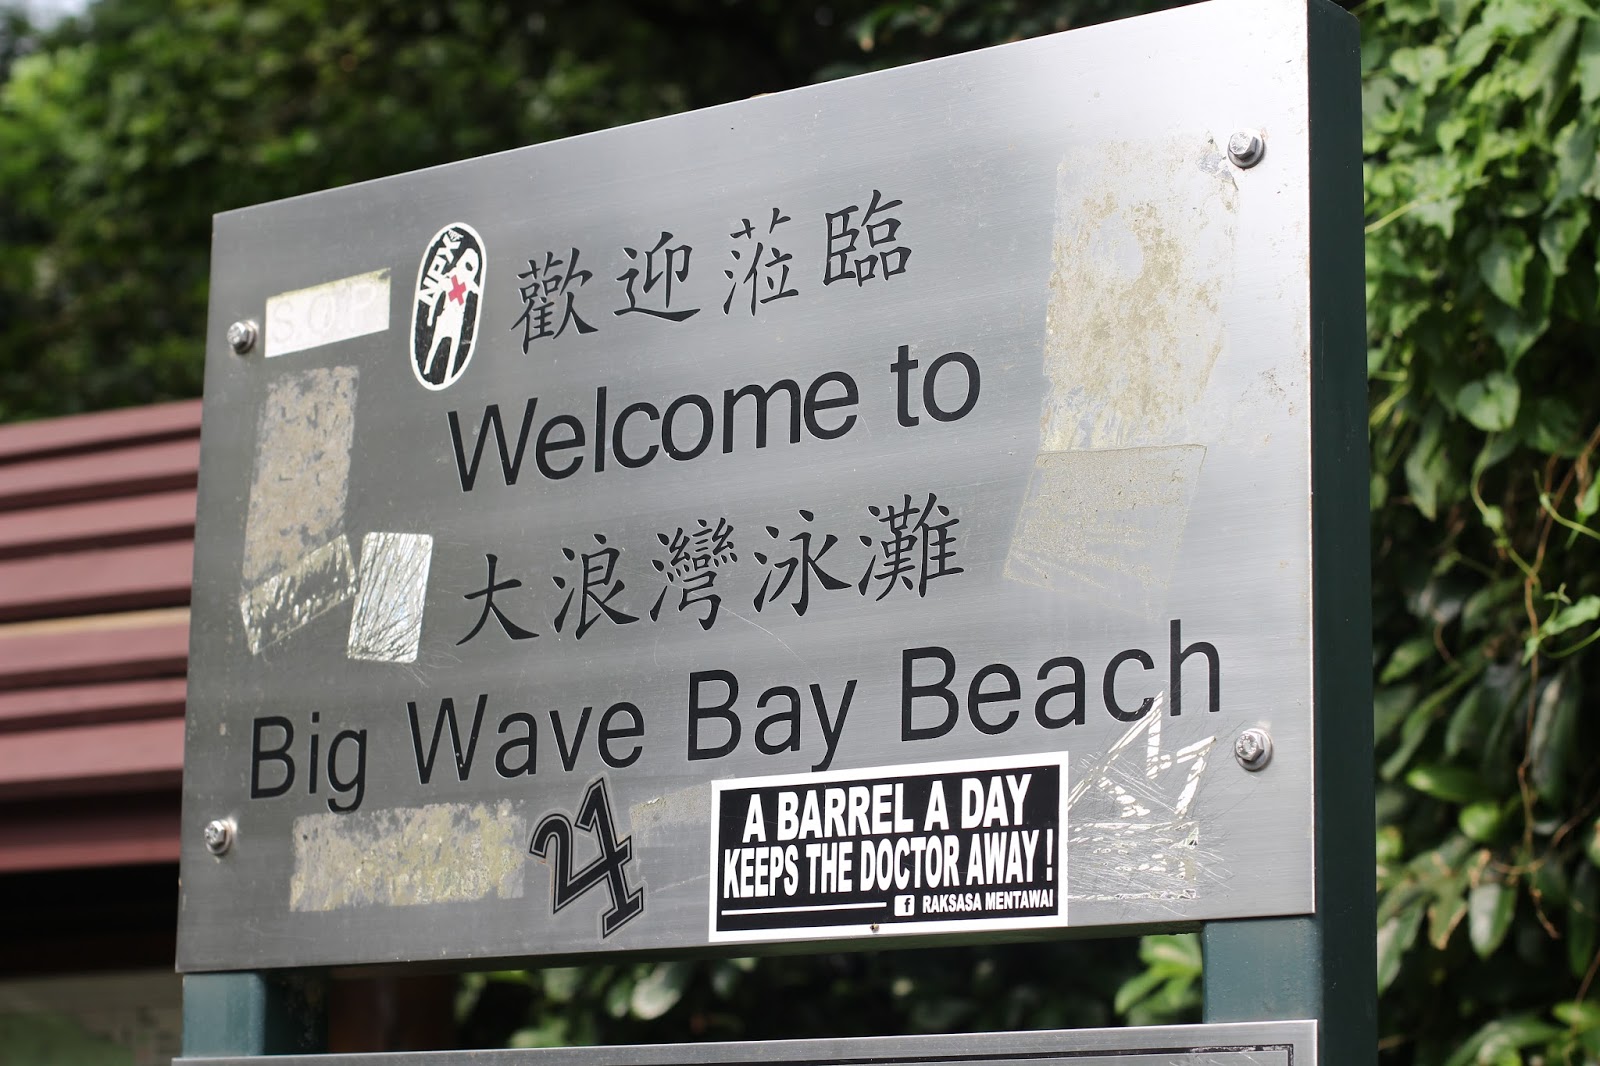 歡迎蒞臨
Welcome to
大浪灣泳灘
Big Wave Bay Beach
S.O.P
21
A BARREL A DAY
KEEPS THE DOCTOR AWAY !
f RAKSASA MENTAWAI